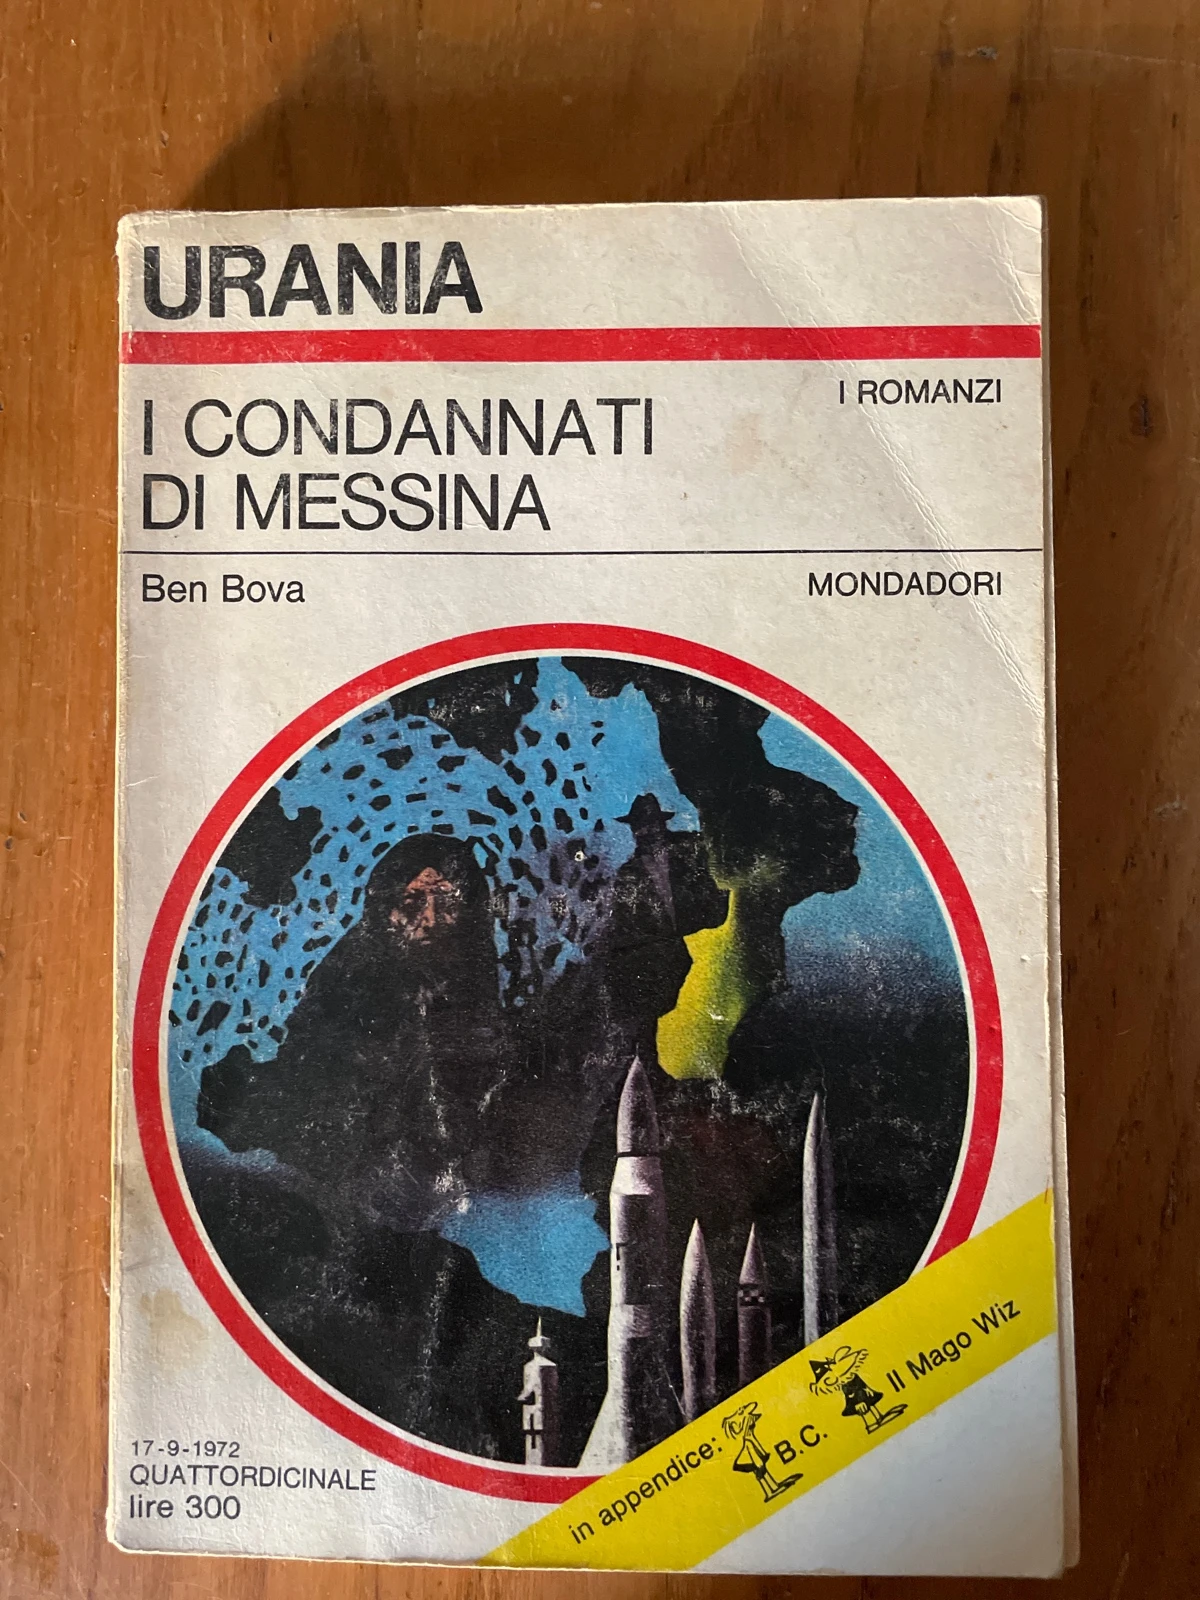 URANIA
I ROMANZI
I CONDANNATI
DI MESSINA
Ben Bova
MONDADORI
17-9-1972
QUATTORDICINALE
lire 300
in appendice: B.C. Il Mago Wiz